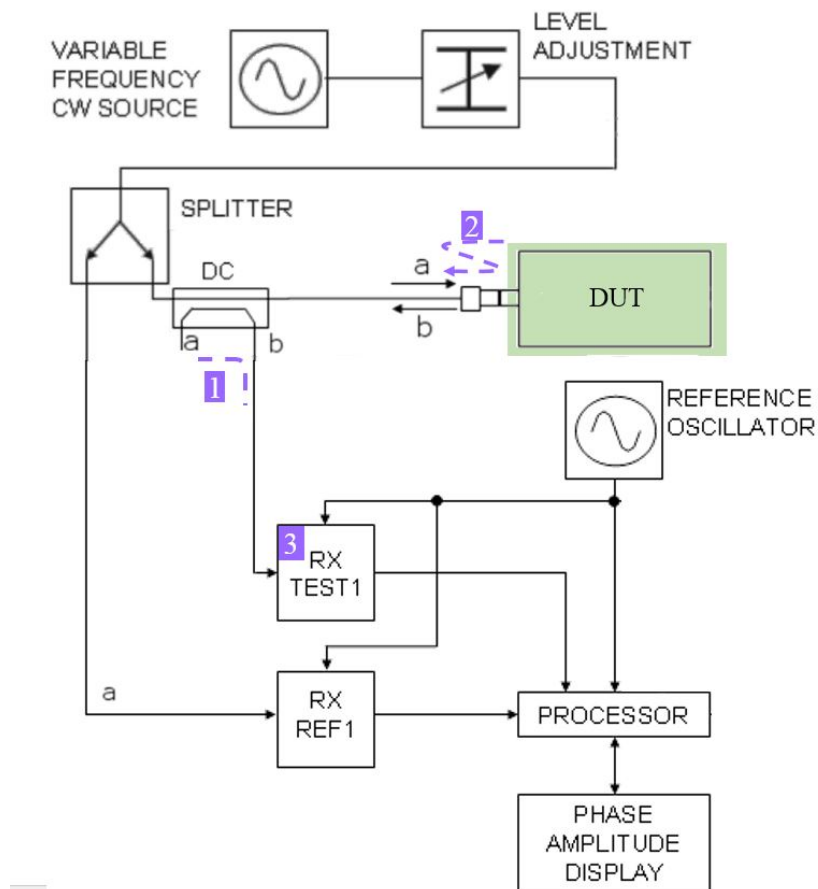 VARIABLE
FREQUENCY
CW SOURCE
LEVEL
ADJUSTMENT
SPLITTER
DC
a
b
1
2
a
b
DUT
REFERENCE
OSCILLATOR
3
RX
TEST1
a
RX
REF1
PROCESSOR
PHASE
AMPLITUDE
DISPLAY